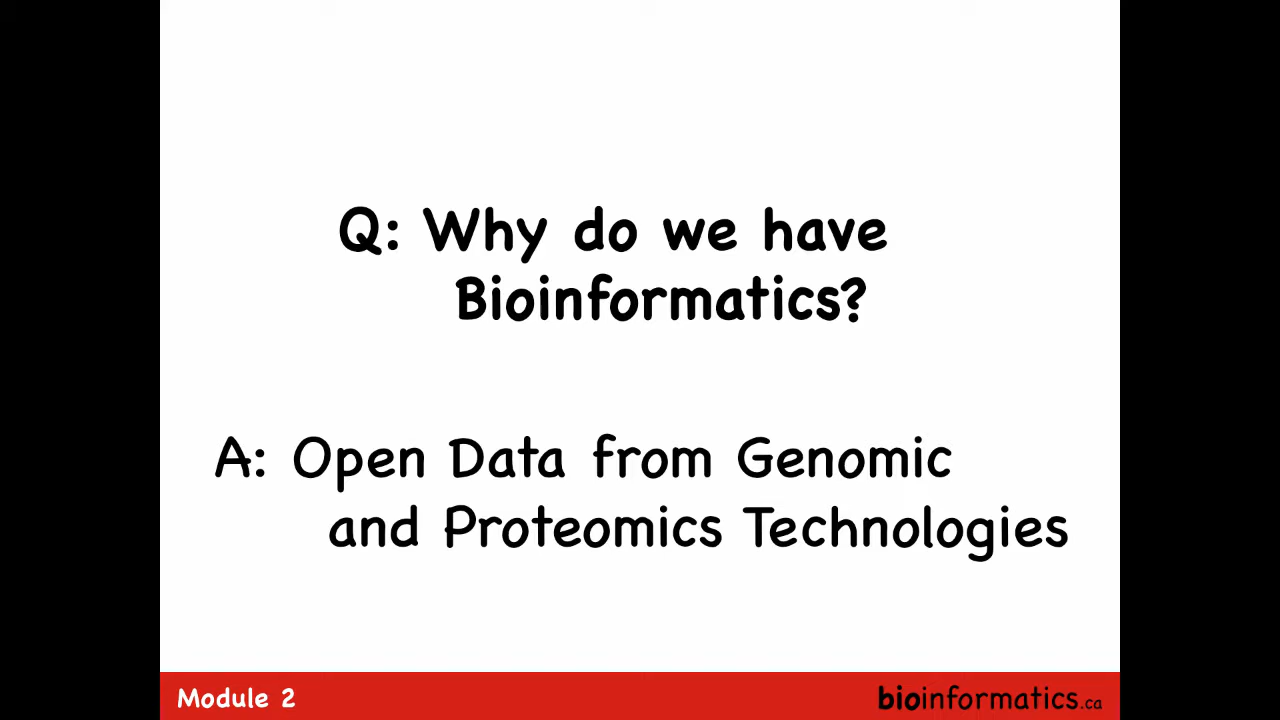 Q: Why do we have
Bioinformatics?
A: Open Data from Genomic
and Proteomics Technologies
Module 2
bioinformatics.ca